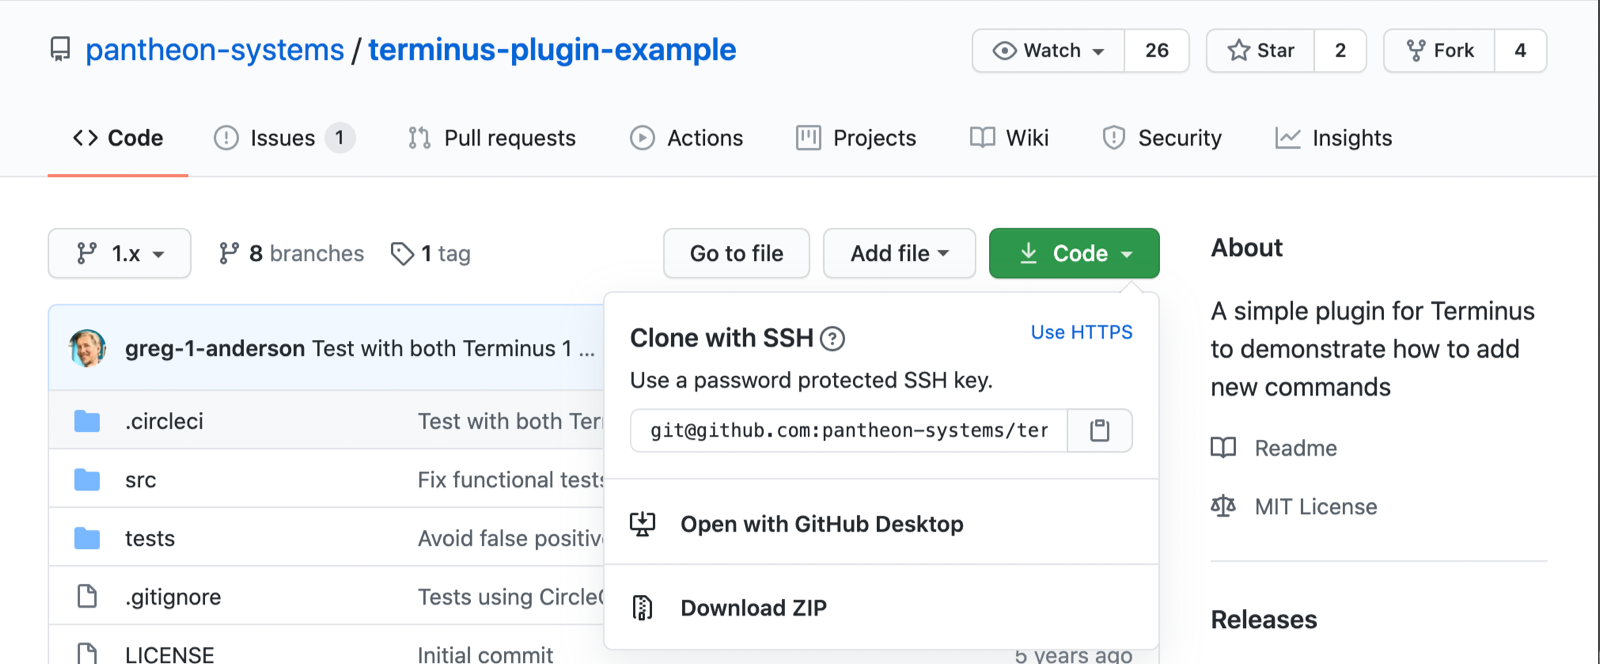 pantheon-systems / terminus-plugin-example
Watch 26 Star 2 Fork 4
Code Issues 1 Pull requests Actions Projects Wiki Security Insights
1.x 8 branches 1 tag Go to file Add file Code
About
A simple plugin for Terminus
to demonstrate how to add
new commands
Readme
MIT License
Releases
greg-1-anderson Test with both Terminus 1 ...
.circleci Test with both
src Fix functional tests
tests Avoid false
.gitignore Tests using
LICENSE Initial commit 5 years ago
Clone with SSH ? Use HTTPS
Use a password protected SSH key.
git@github.com:pantheon-systems/ter
Open with GitHub Desktop
Download ZIP